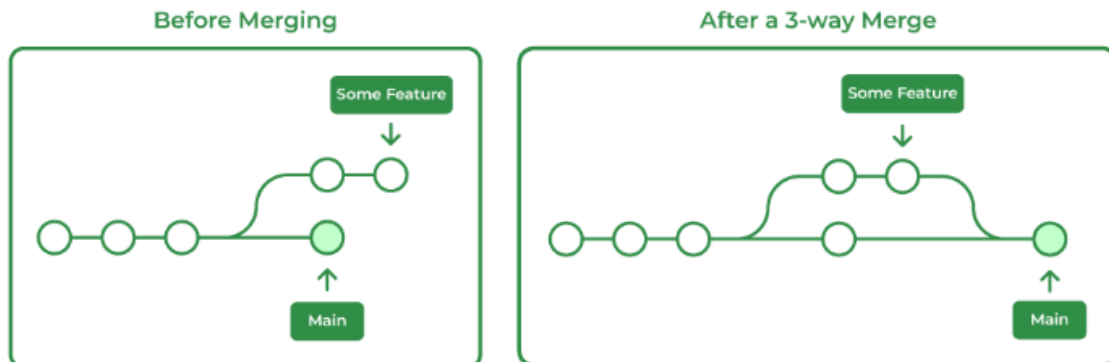 Before Merging
Some Feature
Main
After a 3-way Merge
Some Feature
Main